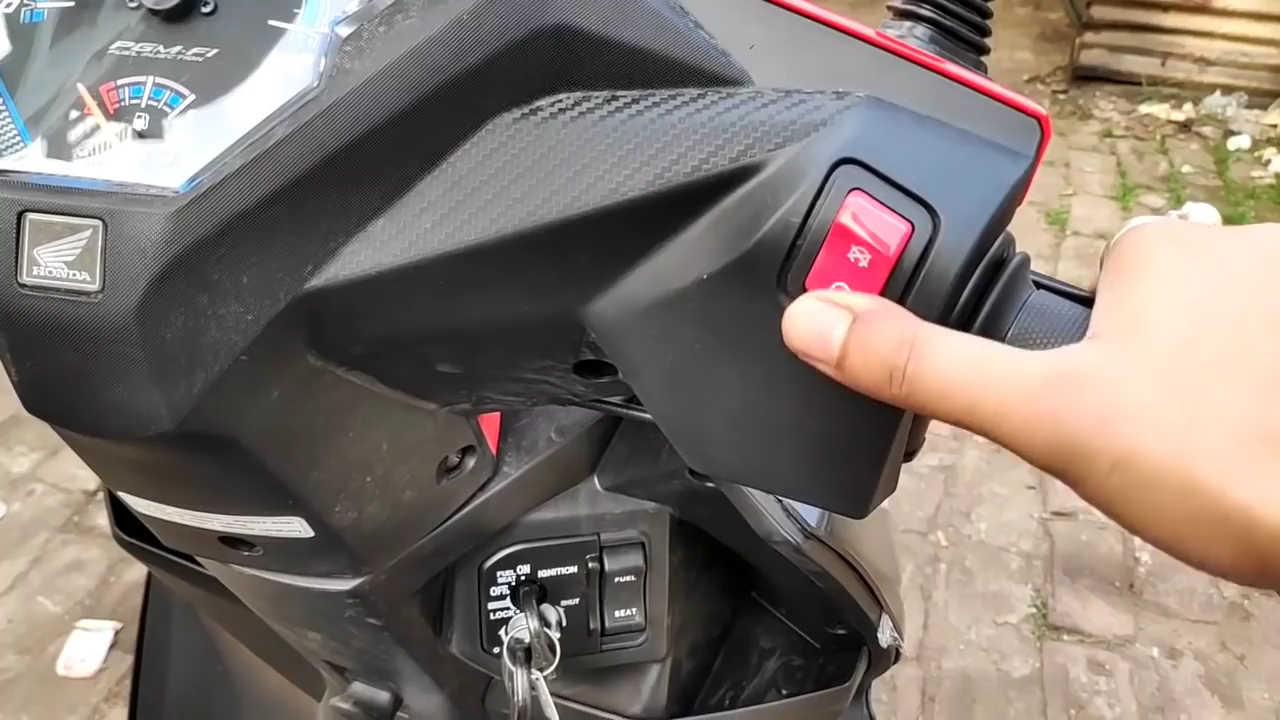 PGM-FI
FUEL INJECTION
HONDA
FUEL
SEAT
ON
IGNITION
OFF
SHUT
LOCK
FUEL
SEAT